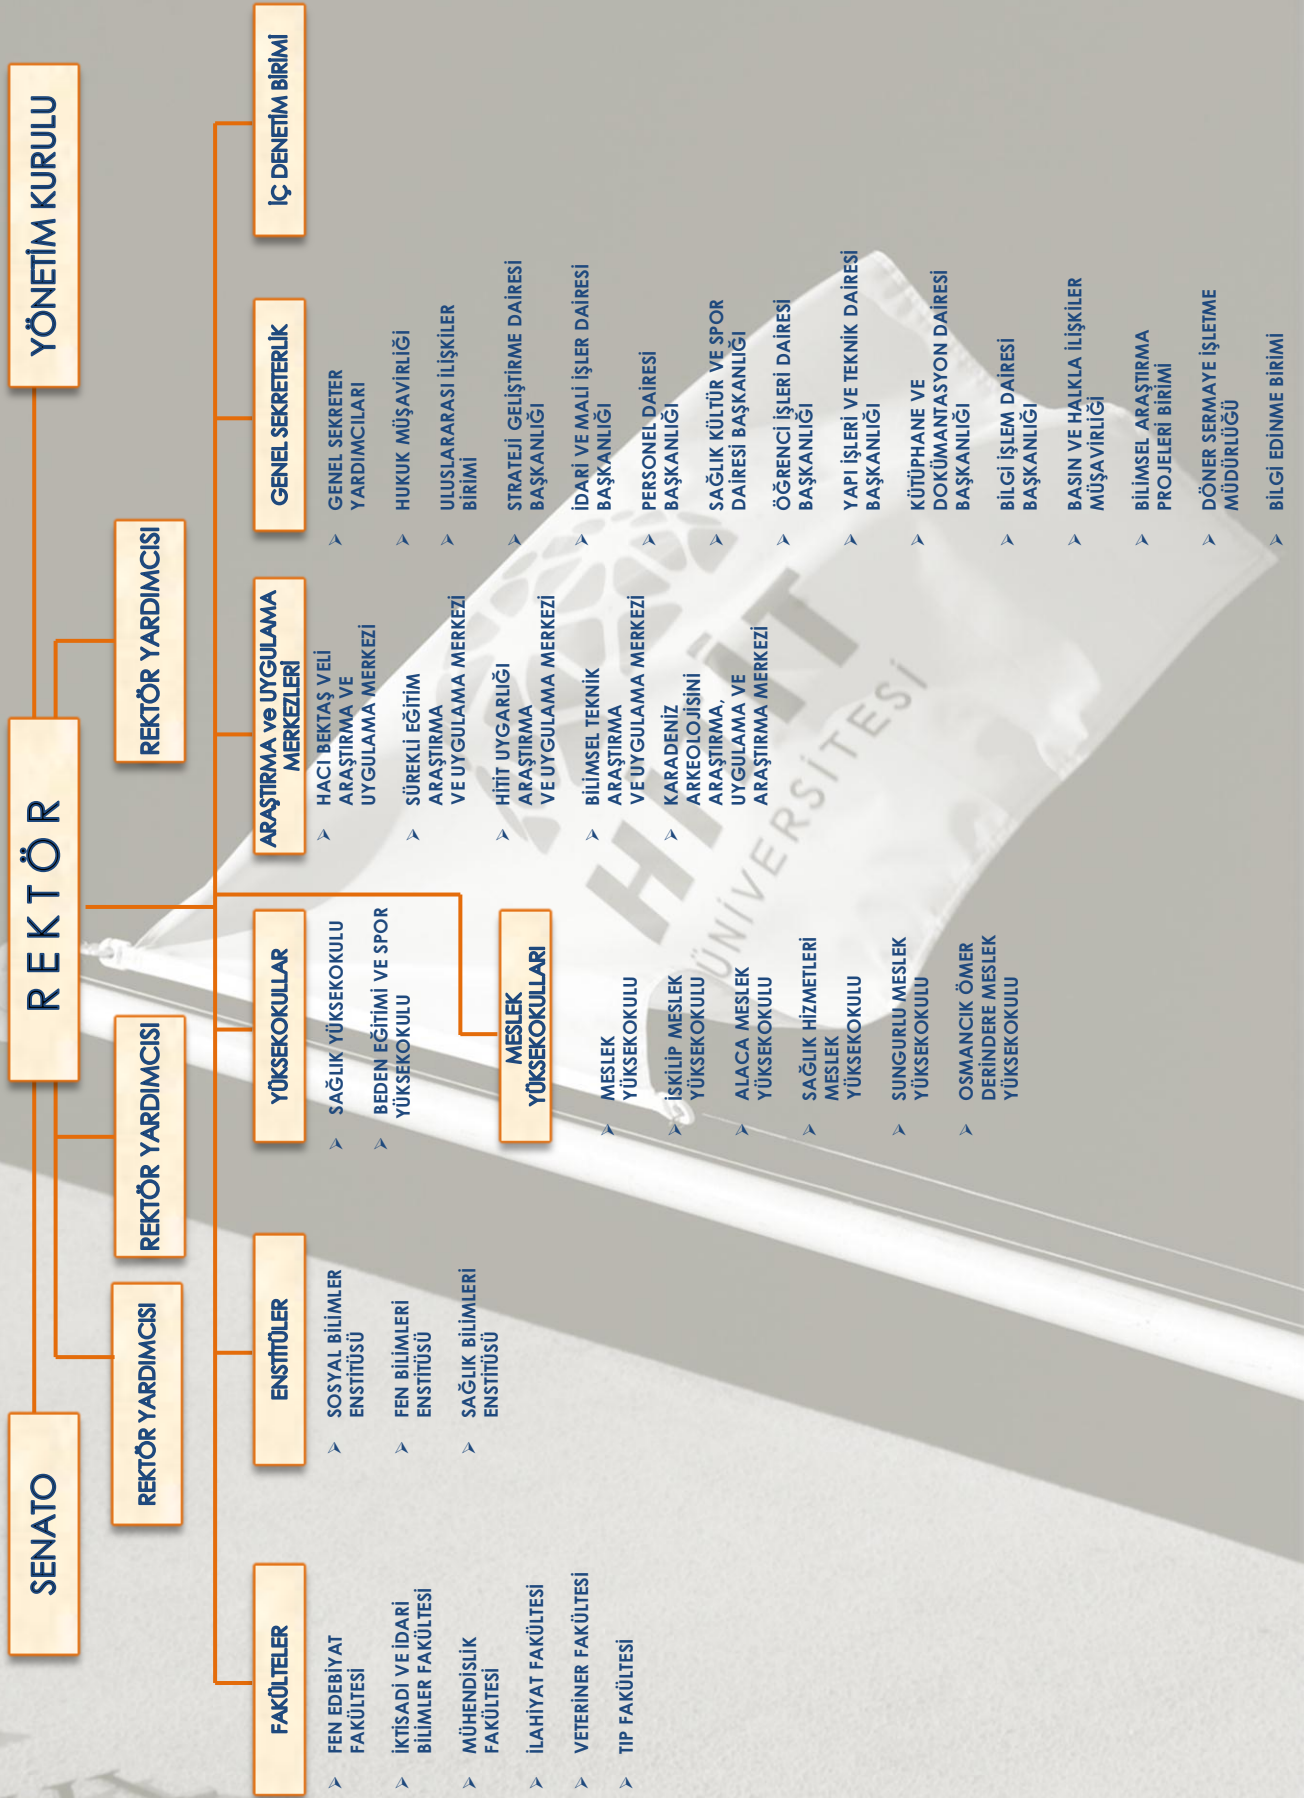 SENATO
REKTÖR
YÖNETİM KURULU
REKTÖR YARDIMCISI
REKTÖR YARDIMCISI
REKTÖR YARDIMCISI
FAKÜLTELER
FEN EDEBİYAT
FAKÜLTESİ
İKTİSADİ VE İDARİ
BİLİMLER FAKÜLTESİ
MÜHENDİSLİK
FAKÜLTESİ
İLAHİYAT FAKÜLTESİ
VETERİNER FAKÜLTESİ
TIP FAKÜLTESİ
ENSTİTÜLER
SOSYAL BİLİMLER
ENSTİTÜSÜ
FEN BİLİMLERİ
ENSTİTÜSÜ
SAĞLIK BİLİMLERİ
ENSTİTÜSÜ
YÜKSEKOKULLAR
SAĞLIK YÜKSEKOKULU
BEDEN EĞİTİMİ VE SPOR
YÜKSEKOKULU
MESLEK
YÜKSEKOKULLARI
MESLEK
YÜKSEKOKULU
İSKİLİP MESLEK
YÜKSEKOKULU
ALACA MESLEK
YÜKSEKOKULU
SAĞLIK HİZMETLERİ
MESLEK
YÜKSEKOKULU
SUNGURLU MESLEK
YÜKSEKOKULU
OSMANCIK ÖMER
DERİNDERE MESLEK
YÜKSEKOKULU
ARAŞTIRMA ve UYGULAMA
MERKEZLERİ
HACI BEKTAŞ VELİ
ARAŞTIRMA VE
UYGULAMA MERKEZİ
SÜREKLİ EĞİTİM
ARAŞTIRMA
VE UYGULAMA MERKEZİ
HİTİT UYGARLIĞI
ARAŞTIRMA
VE UYGULAMA MERKEZİ
BİLİMSEL TEKNİK
ARAŞTIRMA
VE UYGULAMA MERKEZİ
KARADENİZ
ARKEOLOJİSİNİ
ARAŞTIRMA,
UYGULAMA VE
ARAŞTIRMA MERKEZİ
GENEL SEKRETERLİK
GENEL SEKRETER
YARDIMCILARI
HUKUK MÜŞAVİRLİĞİ
ULUSLARARASI İLİŞKİLER
BİRİMİ
STRATEJİ GELİŞTİRME DAİRESİ
BAŞKANLIĞI
İDARİ VE MALİ İŞLER DAİRESİ
BAŞKANLIĞI
PERSONEL DAİRESİ
BAŞKANLIĞI
SAĞLIK KÜLTÜR VE SPOR
DAİRESİ BAŞKANLIĞI
ÖĞRENCİ İŞLERİ DAİRESİ
BAŞKANLIĞI
YAPI İŞLERİ VE TEKNİK DAİRESİ
BAŞKANLIĞI
KÜTÜPHANE VE
DOKÜMANTASYON DAİRESİ
BAŞKANLIĞI
BİLGİ İŞLEM DAİRESİ
BAŞKANLIĞI
BASIN VE HALKLA İLİŞKİLER
MÜŞAVİRLİĞİ
BİLİMSEL ARAŞTIRMA
PROJELERİ BİRİMİ
DÖNER SERMAYE İŞLETME
MÜDÜRLÜĞÜ
BİLGİ EDİNME BİRİMİ
İÇ DENETİM BİRİMİ
HİTİT
ÜNİVERSİTESİ